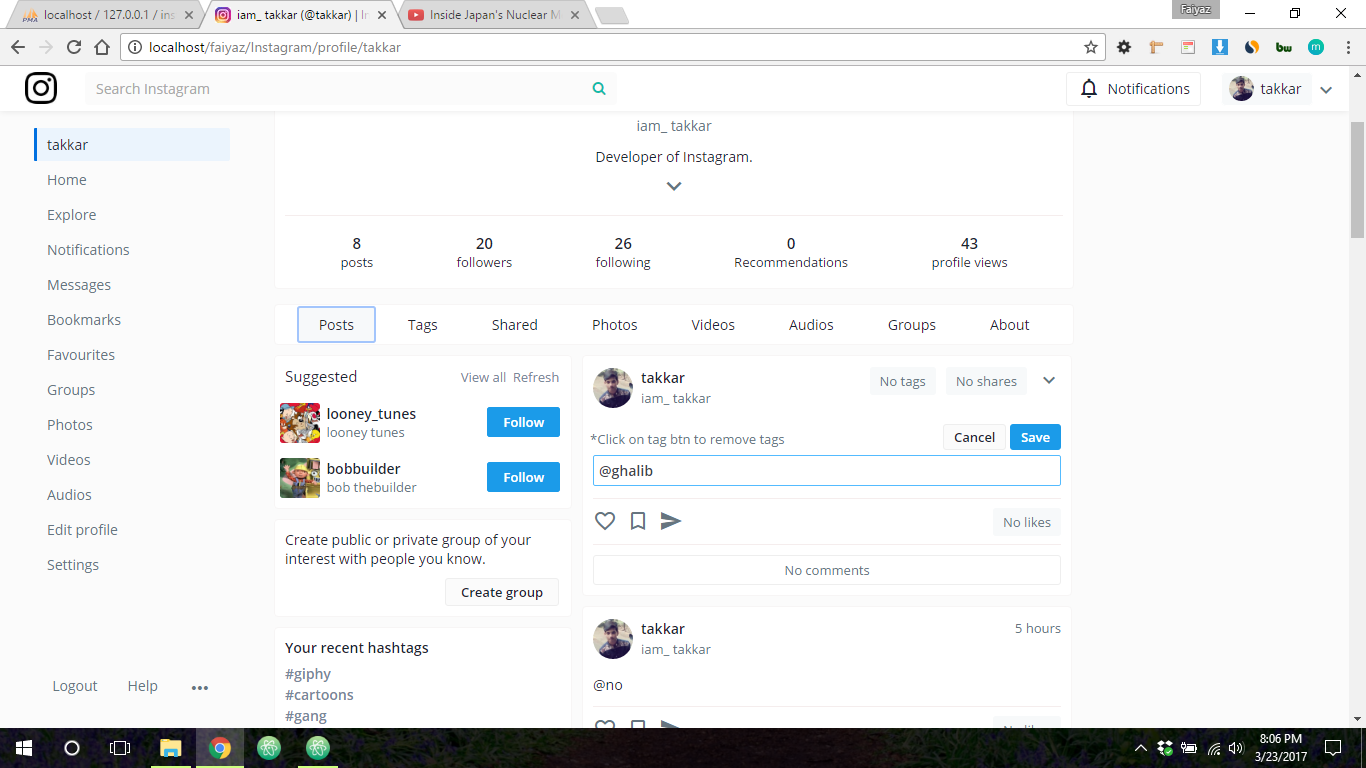 localhost / 127.0.0.1 / ins
iam_ takkar (@takkar) | In
Inside Japan's Nuclear M
Faiyaz
localhost/faiyaz/Instagram/profile/takkar
bw
m
Search Instagram
Notifications
takkar
takkar
Home
Explore
Notifications
Messages
Bookmarks
Favourites
Groups
Photos
Videos
Audios
Edit profile
Settings
Logout Help
iam_ takkar
Developer of Instagram.
8 20 26 0 43
posts followers following Recommendations profile views
Posts Tags Shared Photos Videos Audios Groups About
Suggested View all Refresh
looney_tunes
looney tunes
Follow
bobbuilder
bob thebuilder
Follow
Create public or private group of your
interest with people you know.
Create group
Your recent hashtags
#giphy
#cartoons
#gang
takkar
iam_ takkar
No tags No shares
*Click on tag btn to remove tags
Cancel Save
@ghalib
No likes
No comments
takkar
iam_ takkar
5 hours
@no
No likes
8:06 PM
3/23/2017